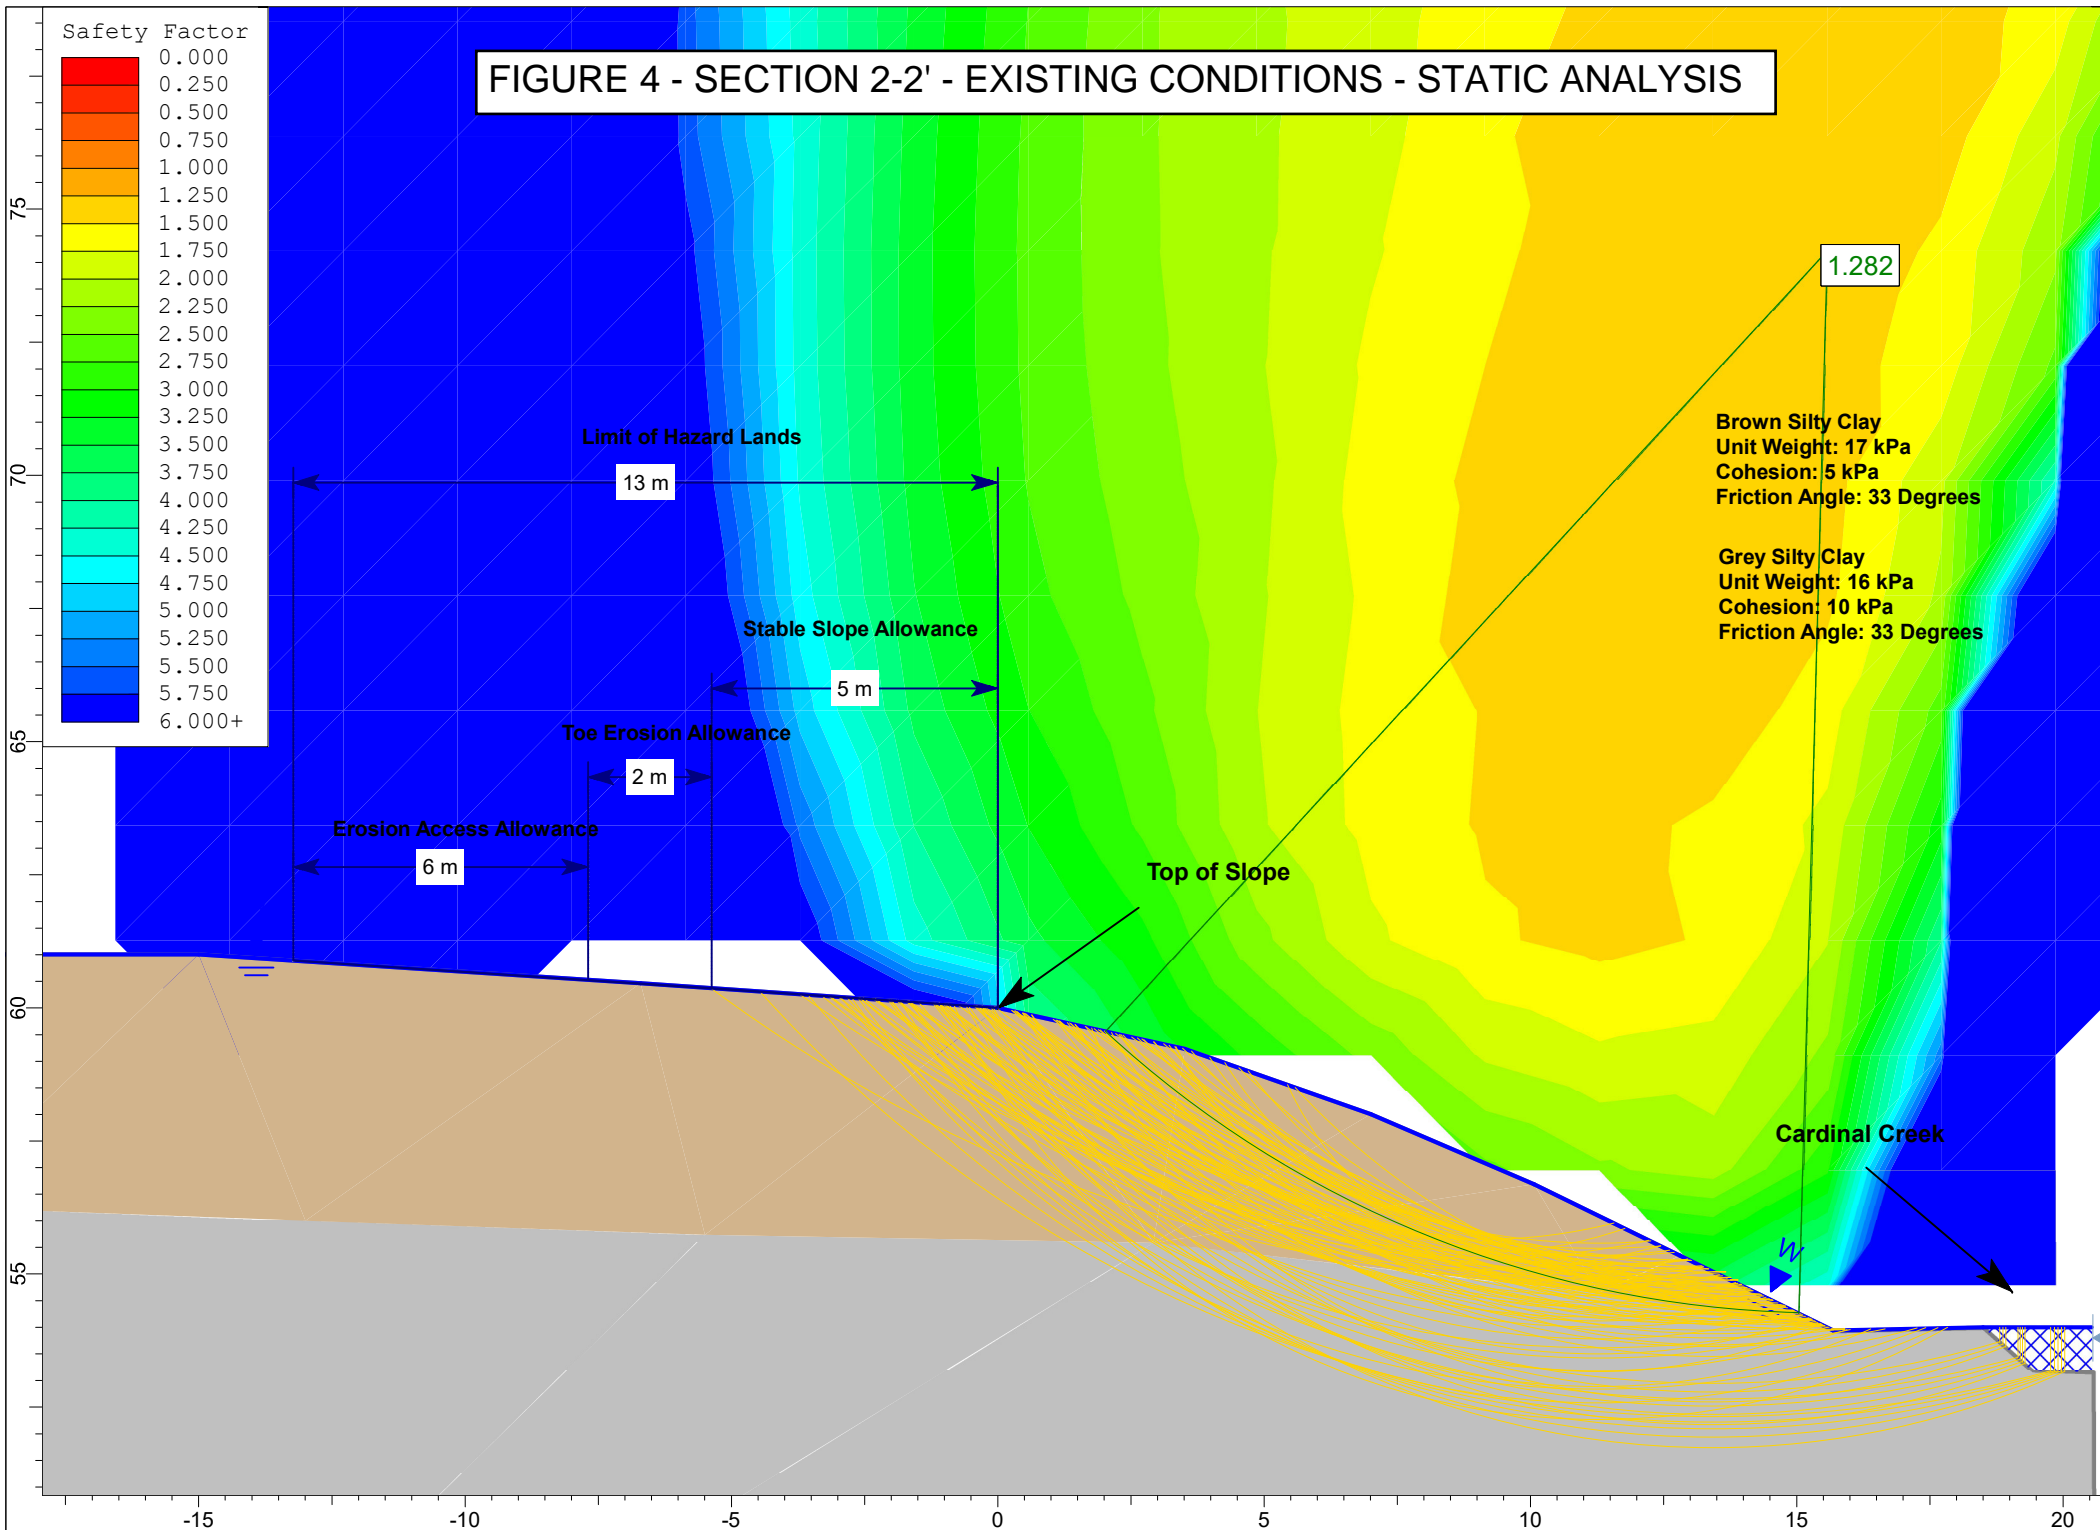 Safety Factor
0.000
0.250
0.500
0.750
1.000
1.250
1.500
1.750
2.000
2.250
2.500
2.750
3.000
3.250
3.500
3.750
4.000
4.250
4.500
4.750
5.000
5.250
5.500
5.750
6.000+
FIGURE 4 - SECTION 2-2' - EXISTING CONDITIONS - STATIC ANALYSIS
1.282
Brown Silty Clay
Unit Weight: 17 kPa
Cohesion: 5 kPa
Friction Angle: 33 Degrees
Grey Silty Clay
Unit Weight: 16 kPa
Cohesion: 10 kPa
Friction Angle: 33 Degrees
Limit of Hazard Lands
13 m
Stable Slope Allowance
5 m
Toe Erosion Allowance
2 m
Erosion Access Allowance
6 m
Top of Slope
Cardinal Creek
W
75
70
65
60
55
-15
-10
-5
0
5
10
15
20